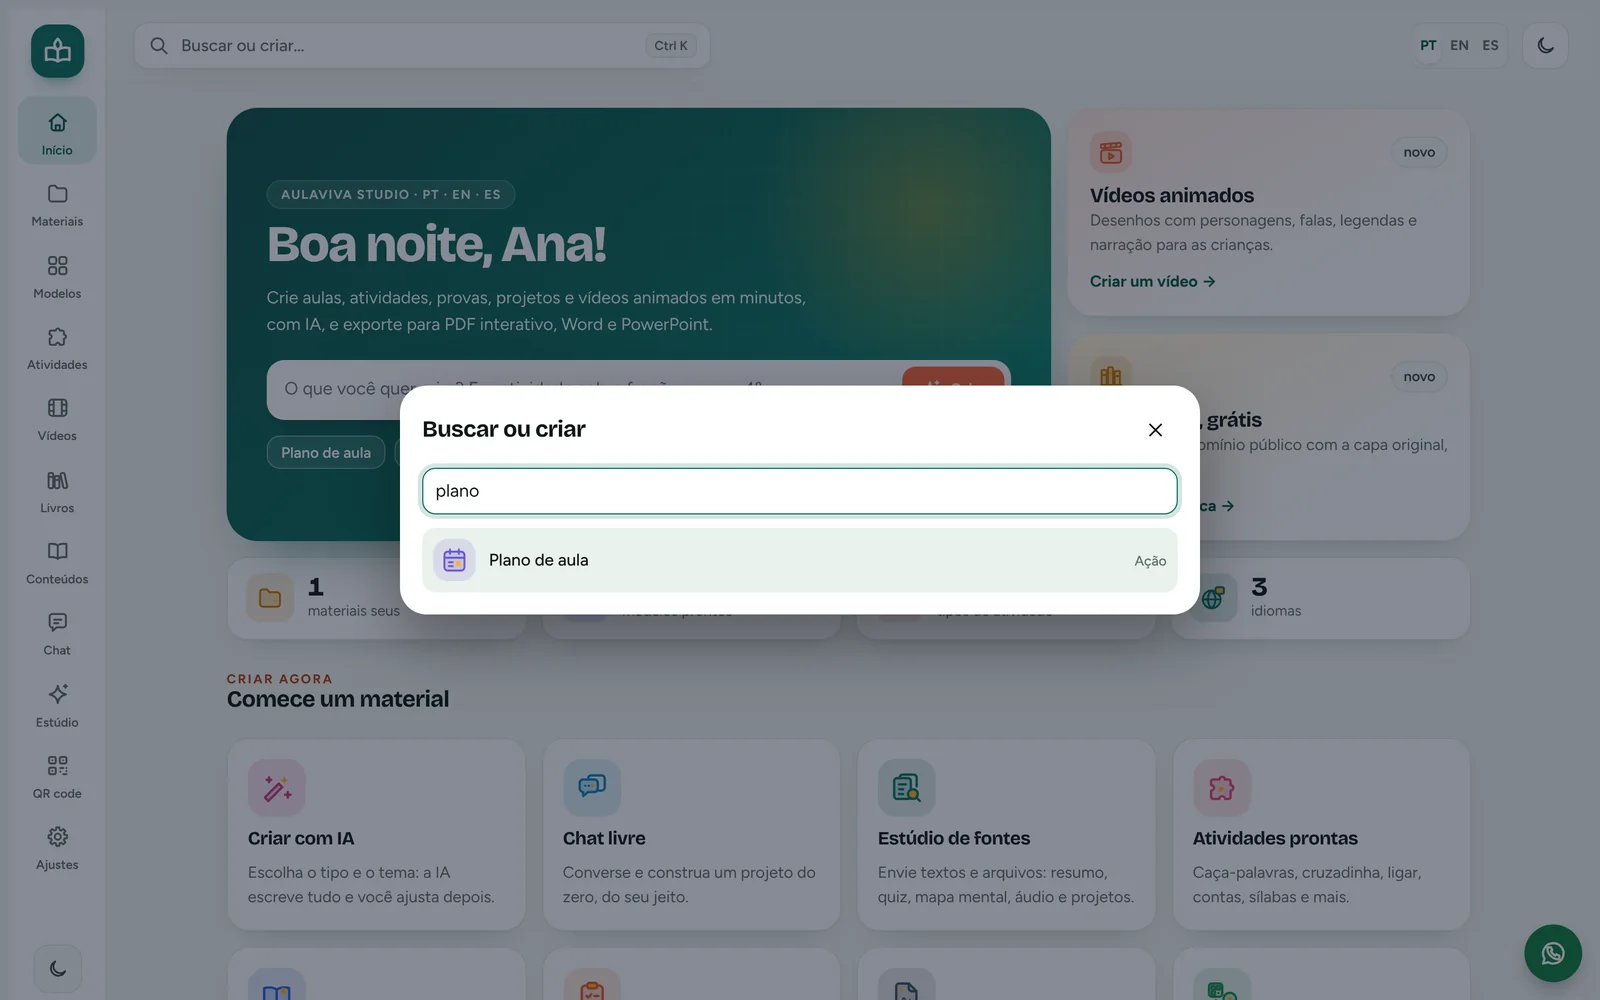 Buscar ou criar...
Ctrl K
PT EN ES
Início
Materiais
Modelos
Atividades
Vídeos
Livros
Conteúdos
Chat
Estúdio
QR code
Ajustes
AULAVIVA STUDIO · PT · EN · ES
Boa noite, Ana!
Crie aulas, atividades, provas, projetos e vídeos animados em minutos,
com IA, e exporte para PDF interativo, Word e PowerPoint.
O que você
Plano de aula
novo
Vídeos animados
Desenhos com personagens, falas, legendas e
narração para as crianças.
Criar um vídeo →
novo
, grátis
domínio público com a capa original,
Buscar ou criar
plano
Plano de aula
Ação
1
materiais seus
3
idiomas
CRIAR AGORA
Comece um material
Criar com IA
Escolha o tipo e o tema: a IA
escreve tudo e você ajusta depois.
Chat livre
Converse e construa um projeto do
zero, do seu jeito.
Estúdio de fontes
Envie textos e arquivos: resumo,
quiz, mapa mental, áudio e projetos.
Atividades prontas
Caça-palavras, cruzadinha, ligar,
contas, sílabas e mais.